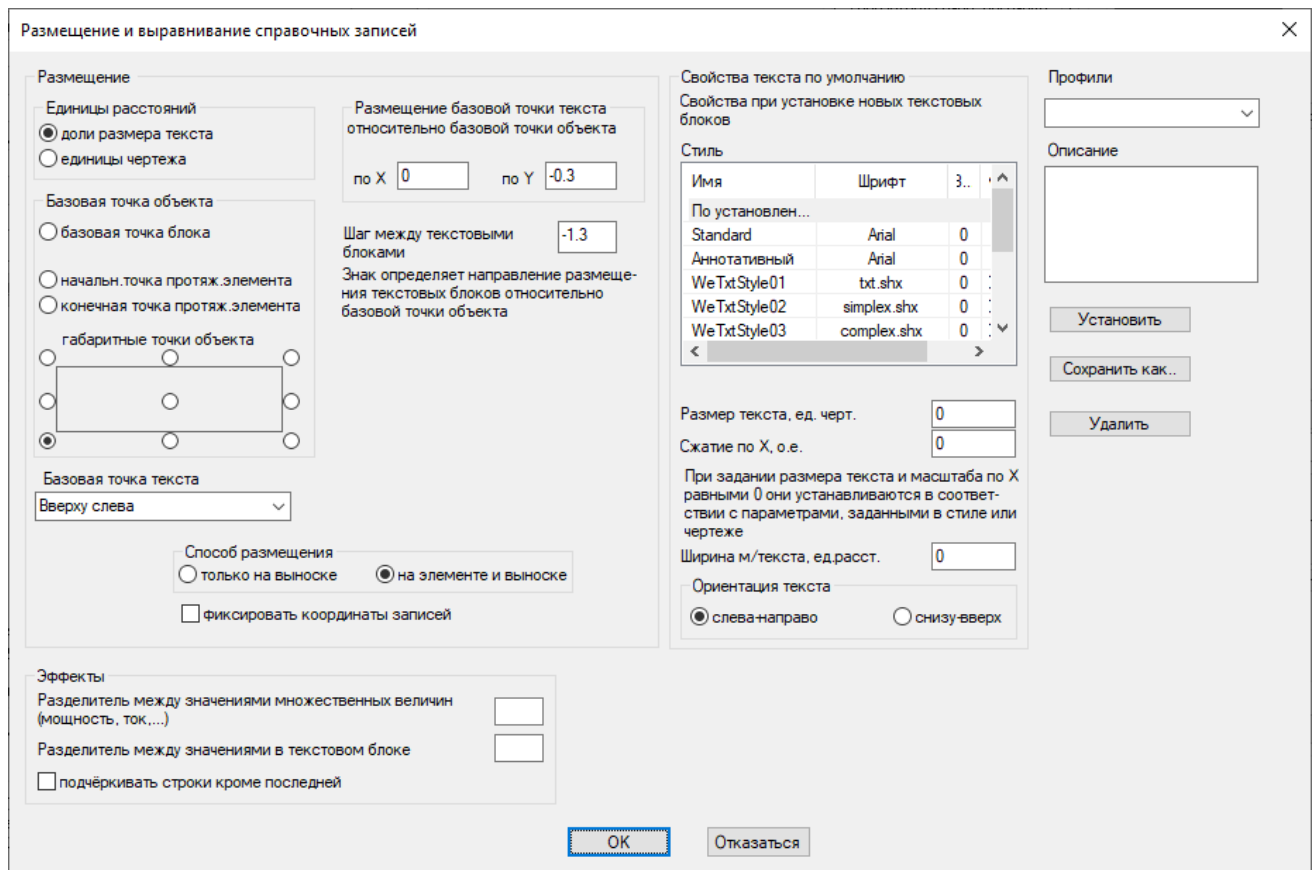 Размещение и выравнивание справочных записей
Размещение
Единицы расстояний
доли размера текста
единицы чертежа
Базовая точка объекта
базовая точка блока
начальн.точка протяж.элемента
конечная точка протяж.элемента
габаритные точки объекта
Базовая точка текста
Вверху слева
Размещение базовой точки текста
относительно базовой точки объекта
по X 0 по Y -0.3
Шаг между текстовыми
блоками
-1.3
Знак определяет направление размеще-
ния текстовых блоков относительно
базовой точки объекта
Способ размещения
только на выноске на элементе и выноске
фиксировать координаты записей
Свойства текста по умолчанию
Свойства при установке новых текстовых
блоков
Стиль
Имя Шрифт В..
По установлен...
Standard Arial 0
Аннотативный Arial 0
WeTxtStyle01 txt.shx 0
WeTxtStyle02 simplex.shx 0
WeTxtStyle03 complex.shx 0
Размер текста, ед. черт. 0
Сжатие по X, о.е. 0
При задании размера текста и масштаба по X
равными 0 они устанавливаются в соответ-
ствии с параметрами, заданными в стиле или
чертеже
Ширина м/текста, ед.расст. 0
Ориентация текста
слева-направо снизу-вверх
Профили
Описание
Установить
Сохранить как..
Удалить
Эффекты
Разделитель между значениями множественных величин
(мощность, ток,...)
Разделитель между значениями в текстовом блоке
подчёркивать строки кроме последней
OK Отказаться